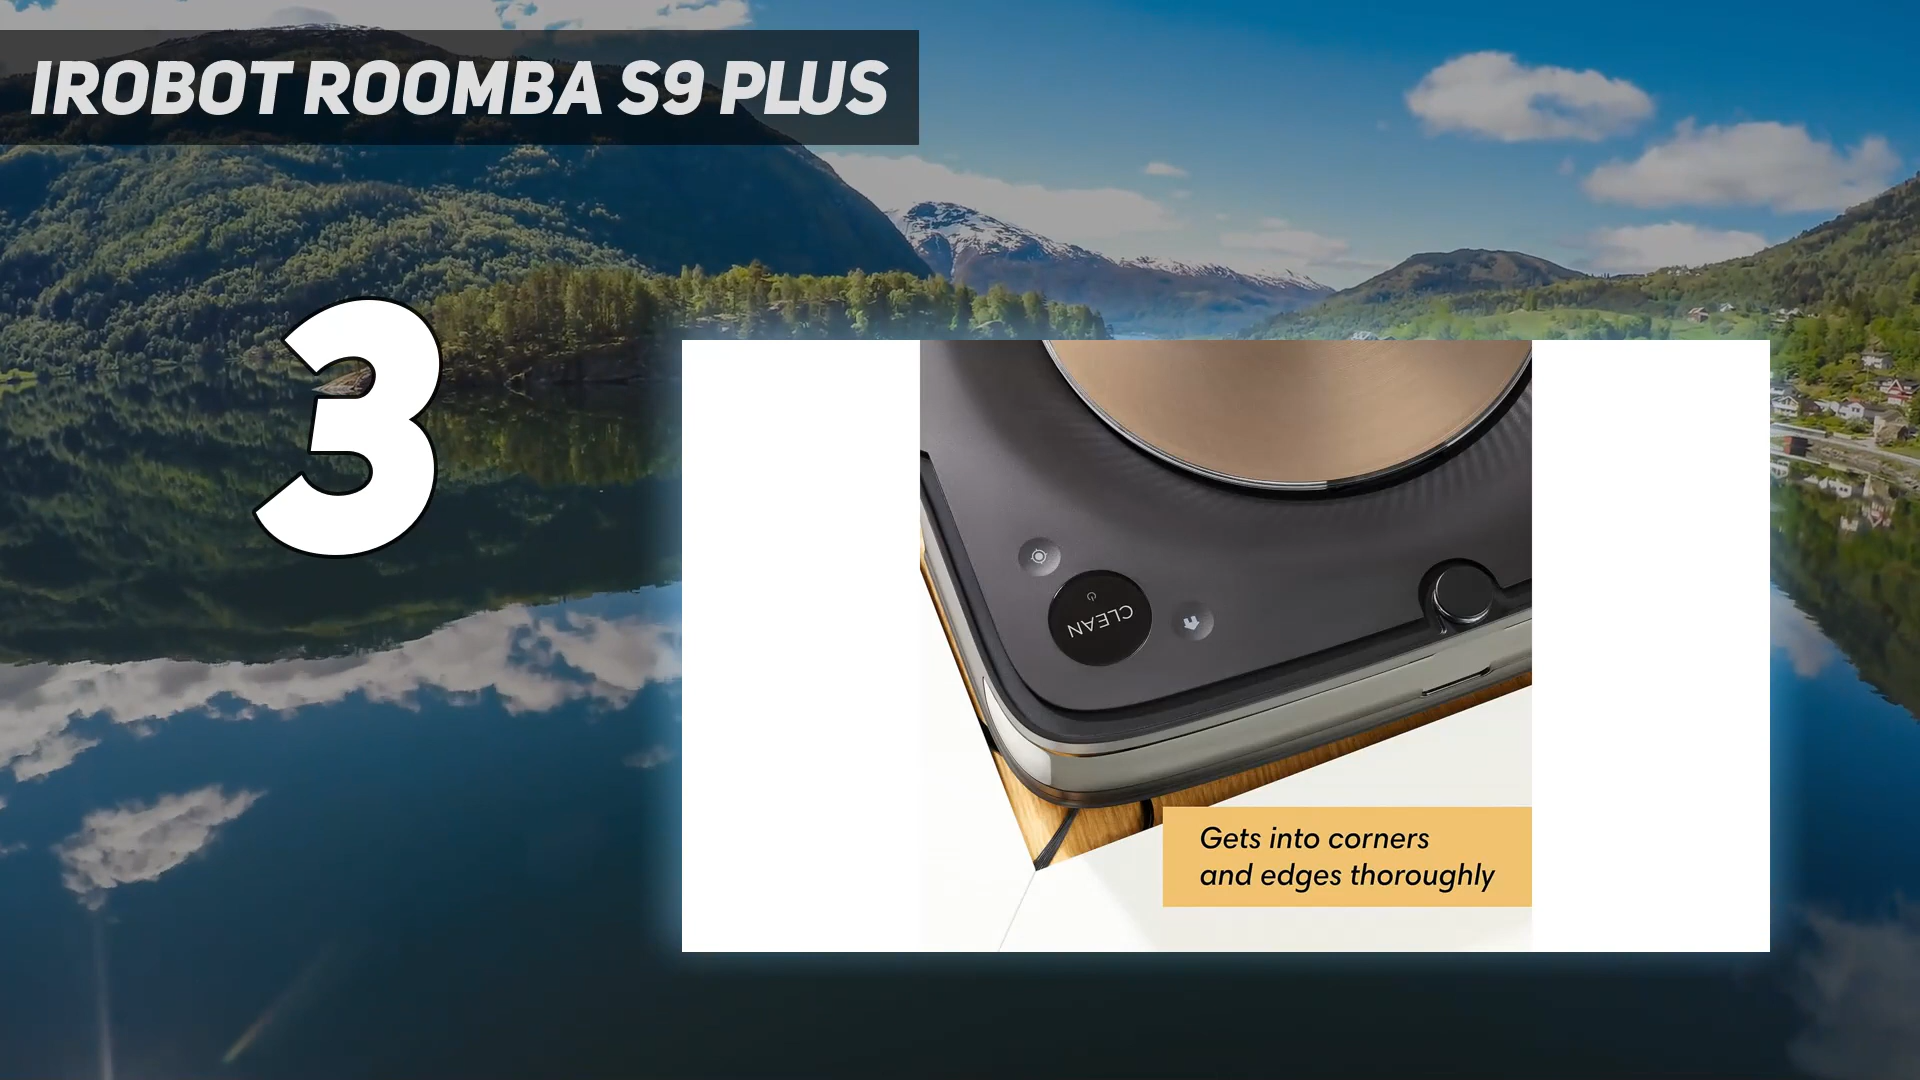 IROBOT ROOMBA S9 PLUS
3
CLEAN
Gets into corners
and edges thoroughly